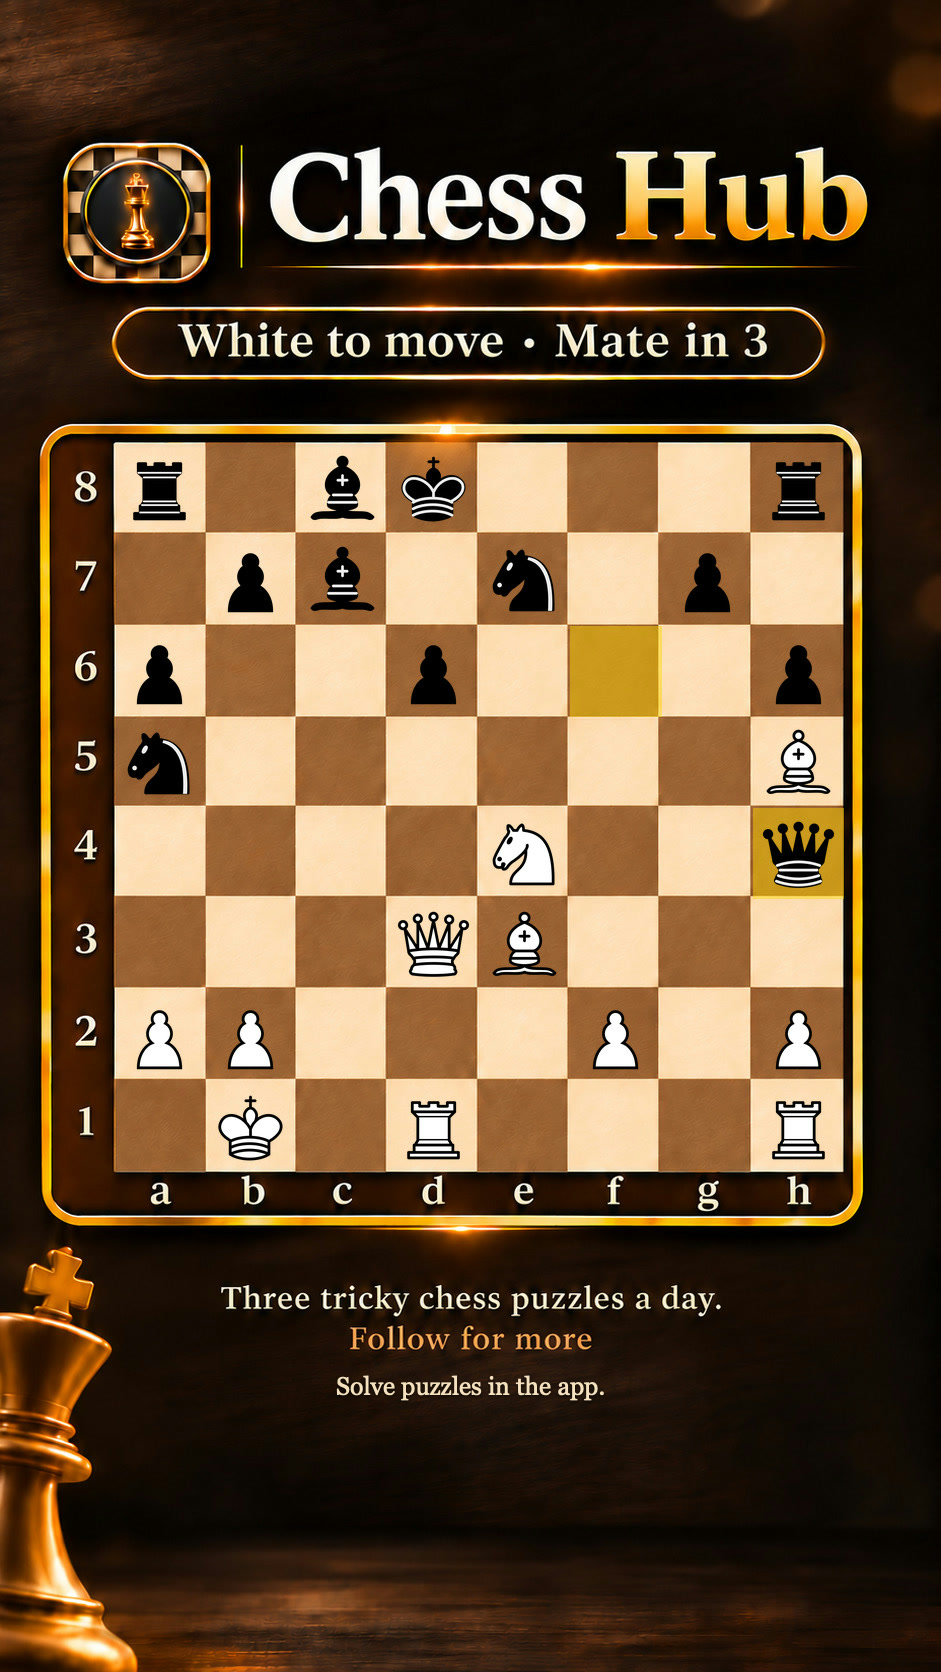 Chess Hub
White to move • Mate in 3
8
7
6
5
4
3
2
1
a b c d e f g h
Three tricky chess puzzles a day.
Follow for more
Solve puzzles in the app.